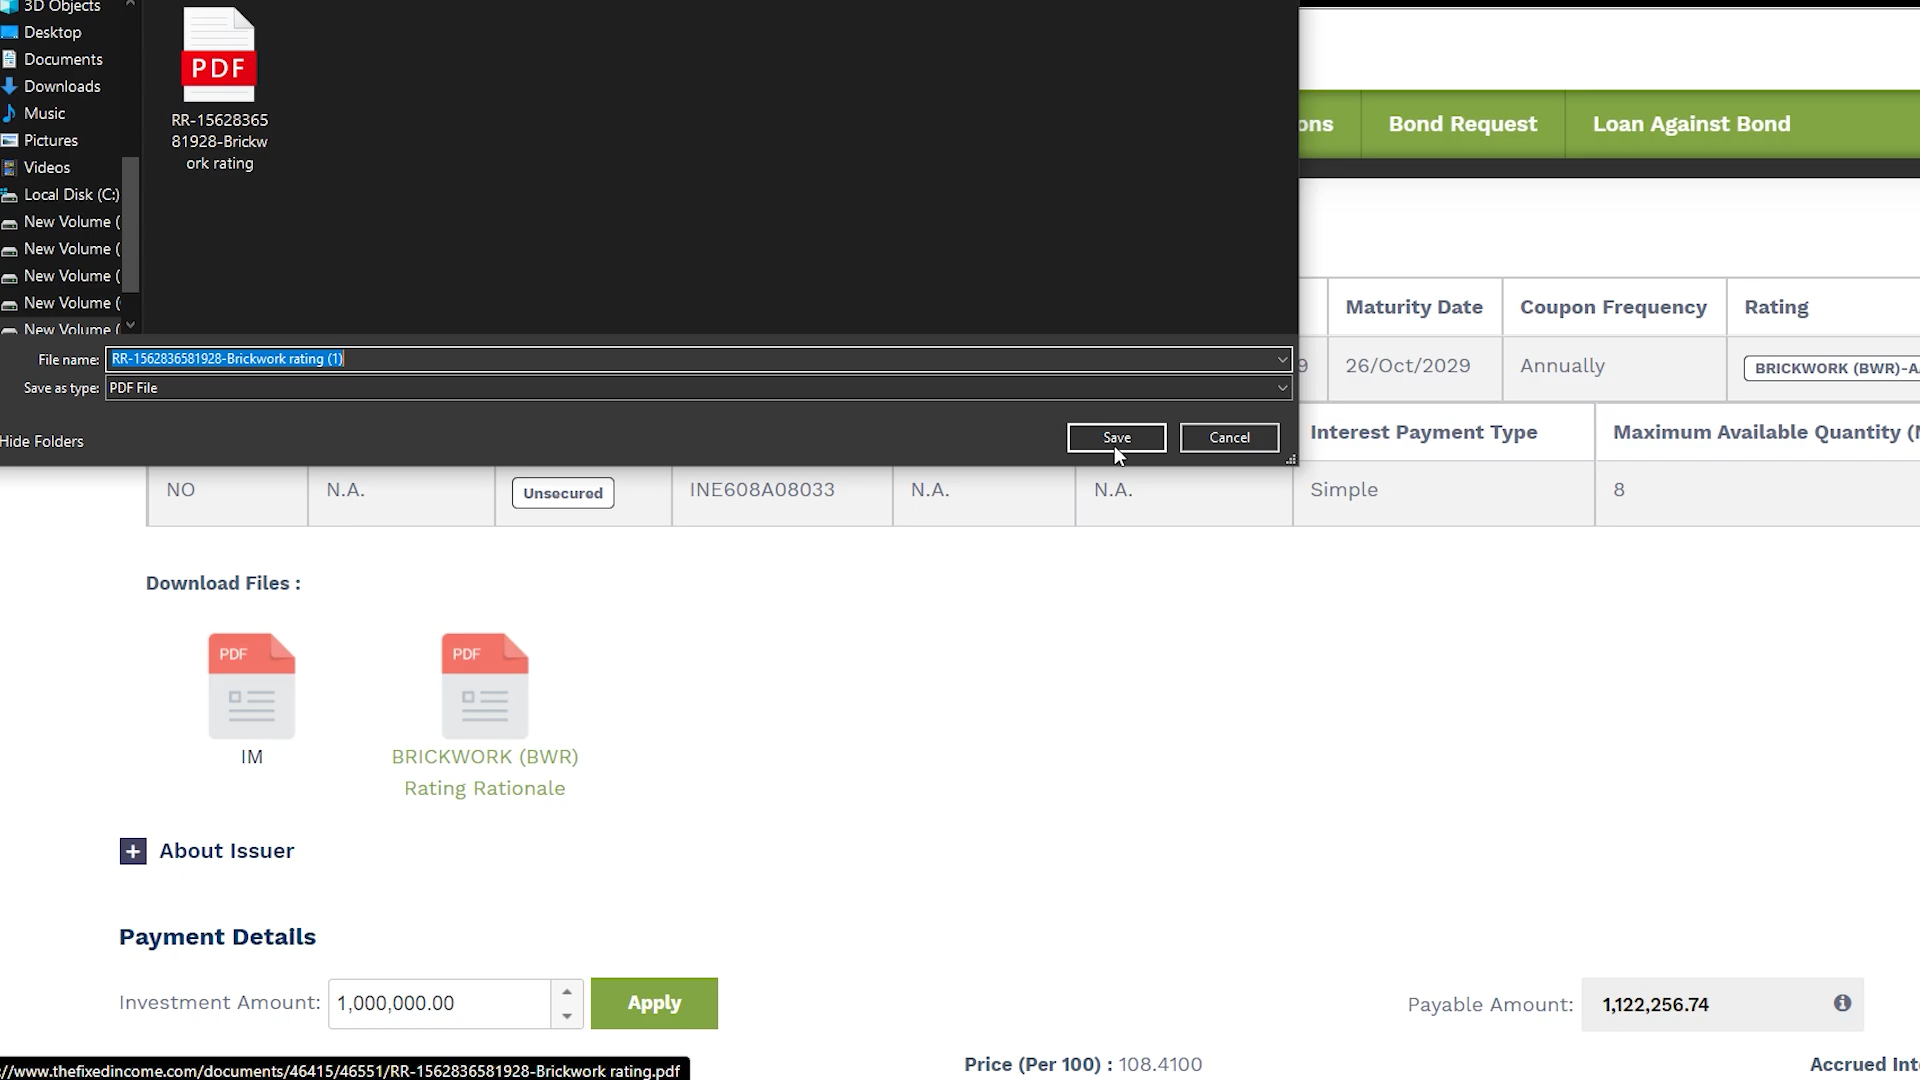 3D Objects
Desktop
Documents
Downloads
Music
Pictures
Videos
Local Disk (C:)
New Volume (
New Volume (
New Volume (
New Volume (
New Volume (
PDF
RR-15628365
81928-Brickw
ork rating
File name: RR-1562836581928-Brickwork rating (1)
Save as type: PDF File
Hide Folders
Save Cancel
ons Bond Request Loan Against Bond
Maturity Date Coupon Frequency Rating
9 26/Oct/2029 Annually BRICKWORK (BWR)-A
Interest Payment Type Maximum Available Quantity (
NO N.A. Unsecured INE608A08033 N.A. N.A. Simple 8
Download Files :
PDF PDF
IM BRICKWORK (BWR)
Rating Rationale
+ About Issuer
Payment Details
Investment Amount: 1,000,000.00 Apply Payable Amount: 1,122,256.74
Price (Per 100) : 108.4100 Accrued Int
//www.thefixedincome.com/documents/46415/46551/RR-1562836581928-Brickwork rating.pdf